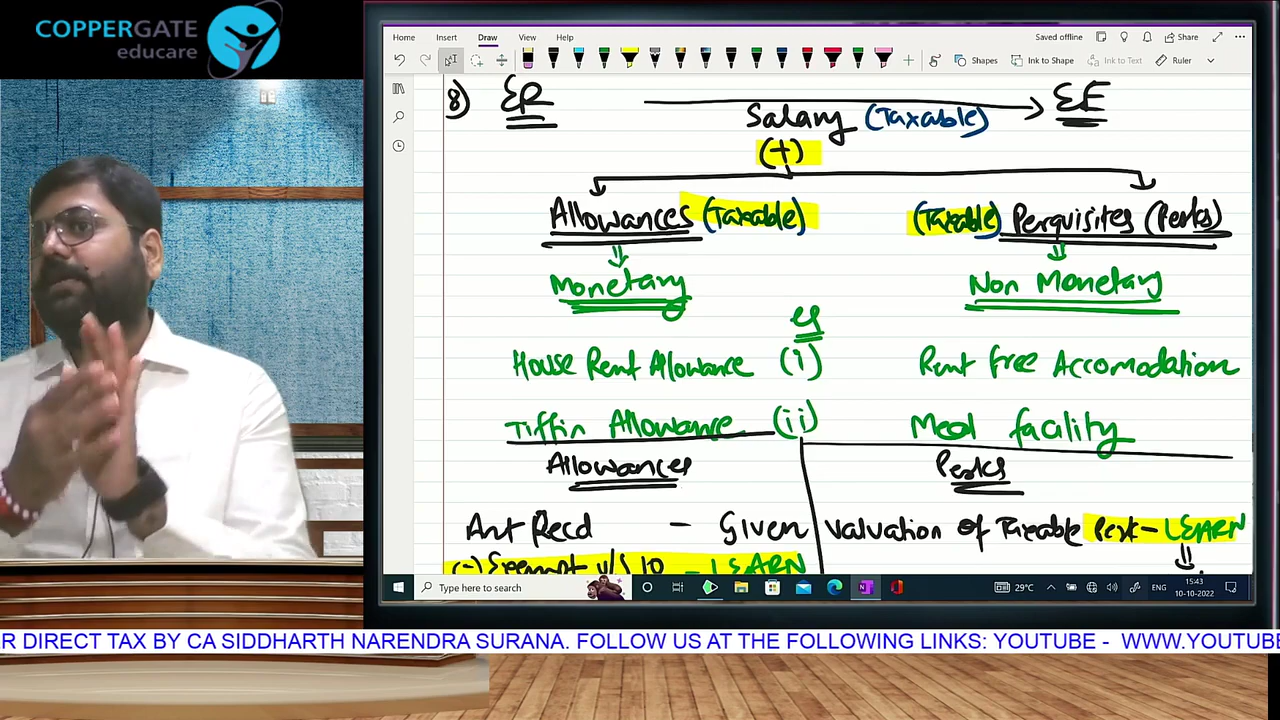 COPPERGATE
educare
Home Insert Draw View Help
Saved offline
Share
Shapes
Ink to Shape
Ink to Text
Ruler
8) ER → EE
Salary (Taxable)
(+)
Allowances (Taxable) (Taxable) Perquisites (Perks)
Monetary Non Monetary
eg
House Rent Allowance (i) Rent free Accomodation
Tiffin Allowance (ii) Meal facility
Allowances Perks
Amt Recd - Given Valuation of Taxable Perk - LEARN
(-) Exempt u/s 10 - LEARN
Type here to search
29°C
ENG
15:43
10-10-2022
R DIRECT TAX BY CA SIDDHARTH NARENDRA SURANA. FOLLOW US AT THE FOLLOWING LINKS: YOUTUBE - WWW.YOUTUBE